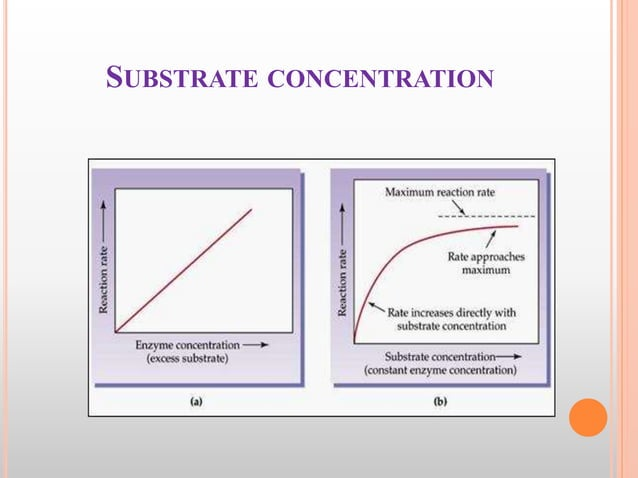 SUBSTRATE CONCENTRATION
Reaction rate
Enzyme concentration
(excess substrate)
(a)
Maximum reaction rate
Rate approaches
maximum
Rate increases directly with
substrate concentration
Reaction rate
Substrate concentration
(constant enzyme concentration)
(b)